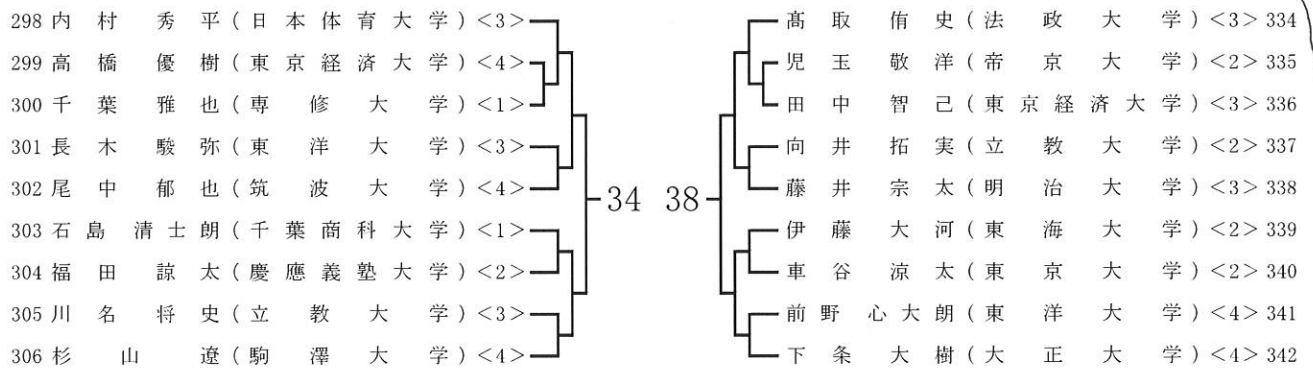 298 内村 秀平 (日本体育大学) <3>
299 高橋 優樹 (東京経済大学) <4>
300 千葉 雅也 (専修大学) <1>
301 長木 駿弥 (東洋大学) <3>
302 尾中 郁也 (筑波大学) <4>
303 石島 清士朗 (千葉商科大学) <1>
304 福田 諒太 (慶應義塾大学) <2>
305 川名 将史 (立教大学) <3>
306 杉山 遼 (駒澤大学) <4>
34
38
髙取 侑史 (法政大学) <3> 334
児玉 敬洋 (帝京大学) <2> 335
田中 智己 (東京経済大学) <3> 336
向井 拓実 (立教大学) <2> 337
藤井 宗太 (明治大学) <3> 338
伊藤 大河 (東海大学) <2> 339
車谷 涼太 (東京大学) <2> 340
前野 心大朗 (東洋大学) <4> 341
下条 大樹 (大正大学) <4> 342